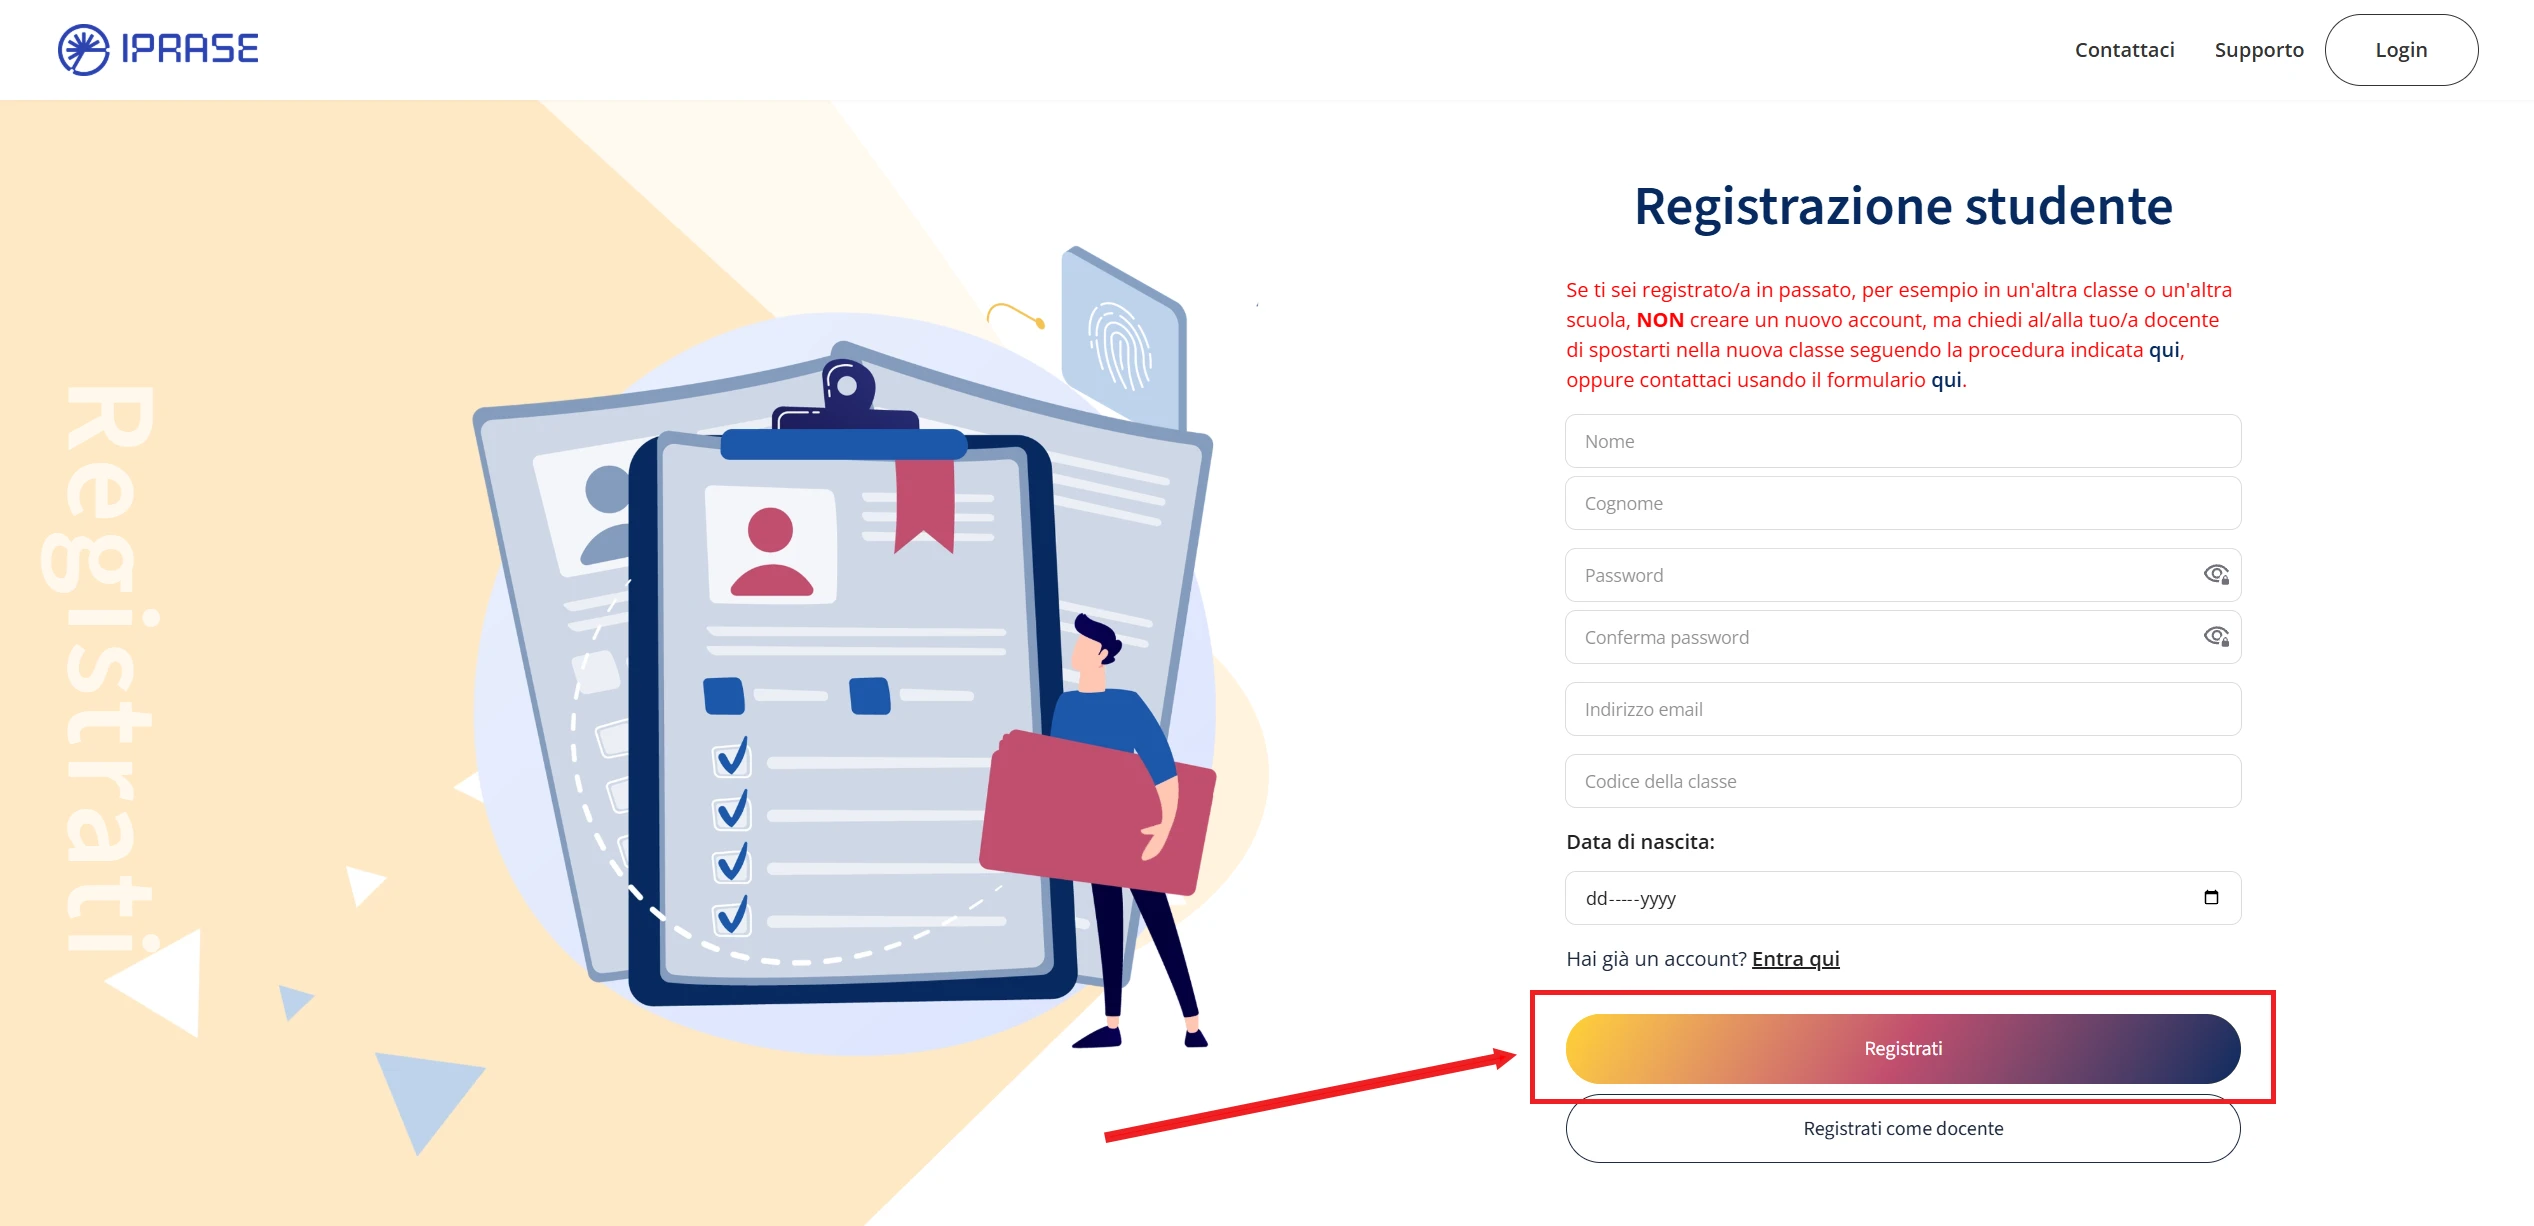 IPRASE
Contattaci
Supporto
Login
Registrati
Registrazione studente
Se ti sei registrato/a in passato, per esempio in un'altra classe o un'altra
scuola, NON creare un nuovo account, ma chiedi al/alla tuo/a docente
di spostarti nella nuova classe seguendo la procedura indicata qui,
oppure contattaci usando il formulario qui.
Nome
Cognome
Password
Conferma password
Indirizzo email
Codice della classe
Data di nascita:
dd-----yyyy
Hai già un account? Entra qui
Registrati
Registrati come docente